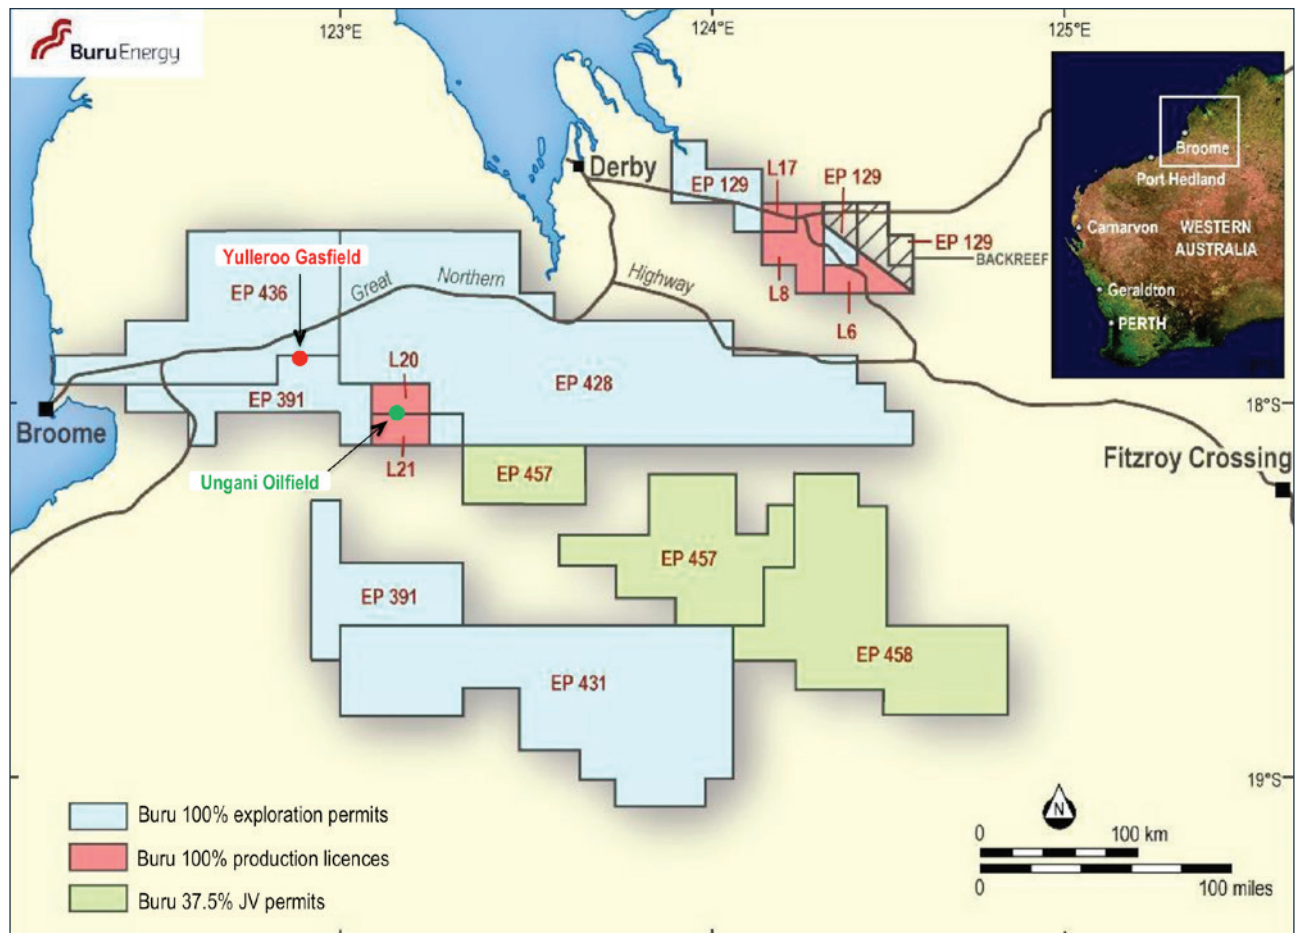 123°E
124°E
125°E
BuruEnergy
Broome
Port Hedland
Carnarvon
WESTERN
AUSTRALIA
Geraldton
PERTH
Derby
EP 129
L17
EP 129
EP 129
BACKREEF
L8
L6
Yulleroo Gasfield
EP 436
Great Northern Highway
L20
EP 428
EP 391
18°S
Broome
L21
Ungani Oilfield
EP 457
Fitzroy Crossing
EP 457
EP 391
EP 458
EP 431
19°S
Buru 100% exploration permits
Buru 100% production licences
Buru 37.5% JV permits
N
0 100 km
0 100 miles